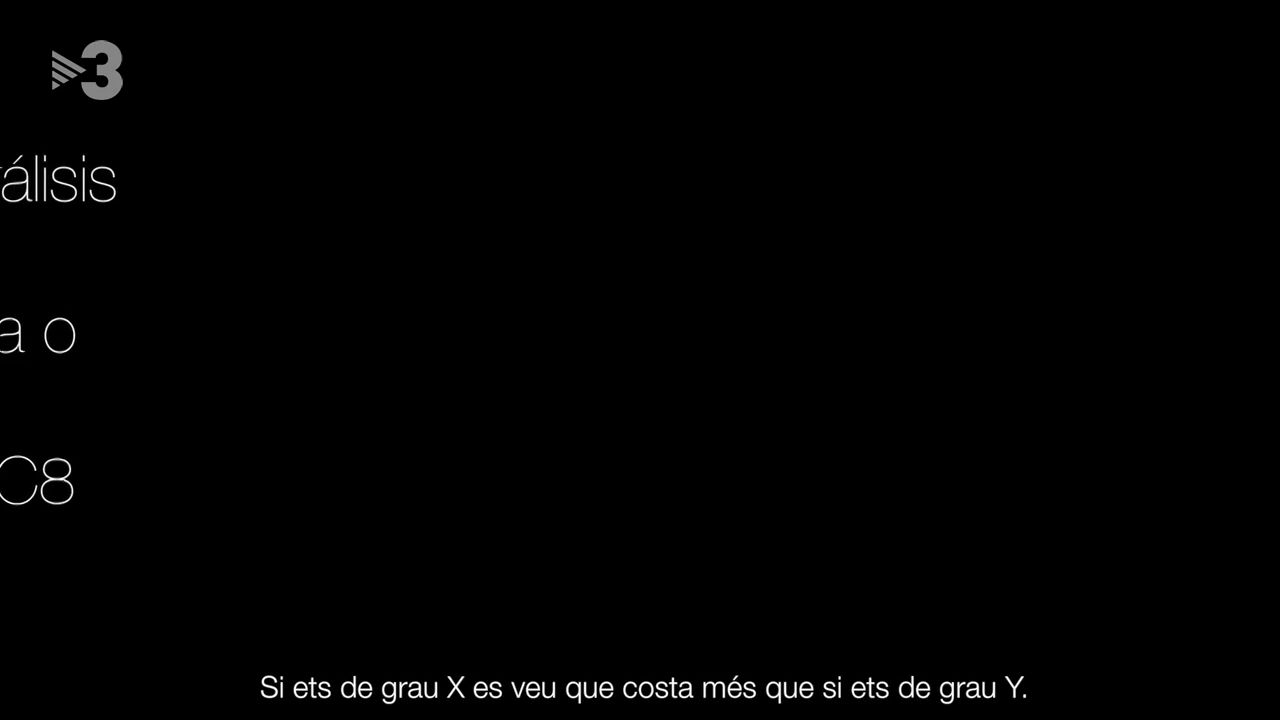 3
álisis
a o
C8
Si ets de grau X es veu que costa més que si ets de grau Y.